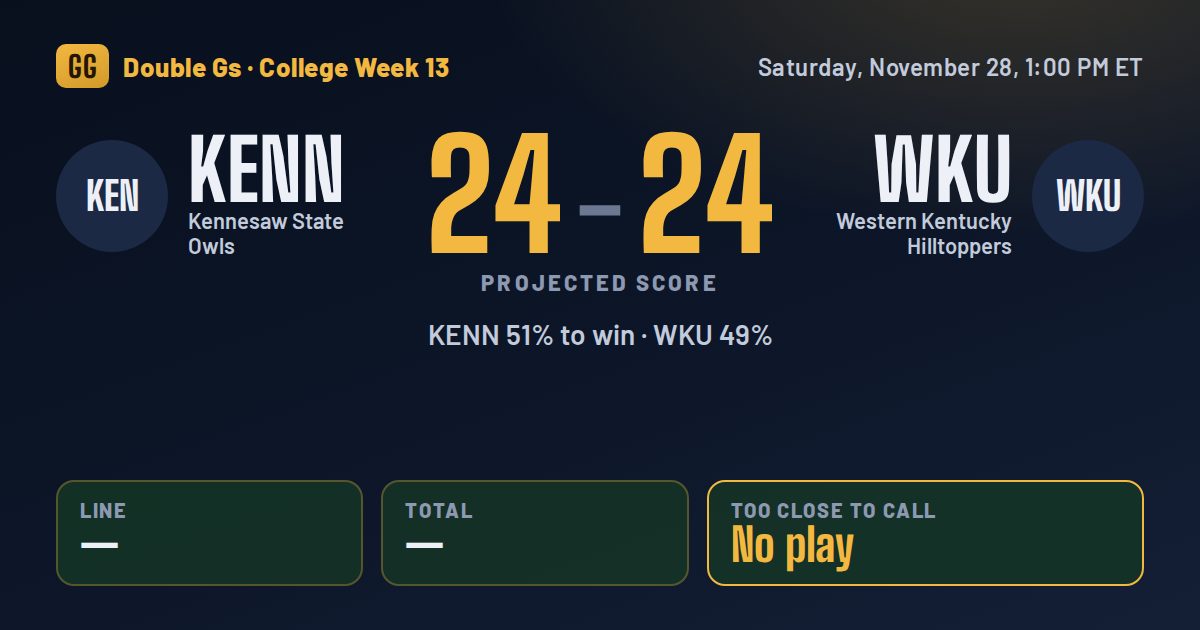 GG Double Gs · College Week 13
Saturday, November 28, 1:00 PM ET
KEN
KENN
Kennesaw State
Owls
24 – 24
PROJECTED SCORE
KENN 51% to win · WKU 49%
WKU
Western Kentucky
Hilltoppers
WKU
LINE
—
TOTAL
—
TOO CLOSE TO CALL
No play